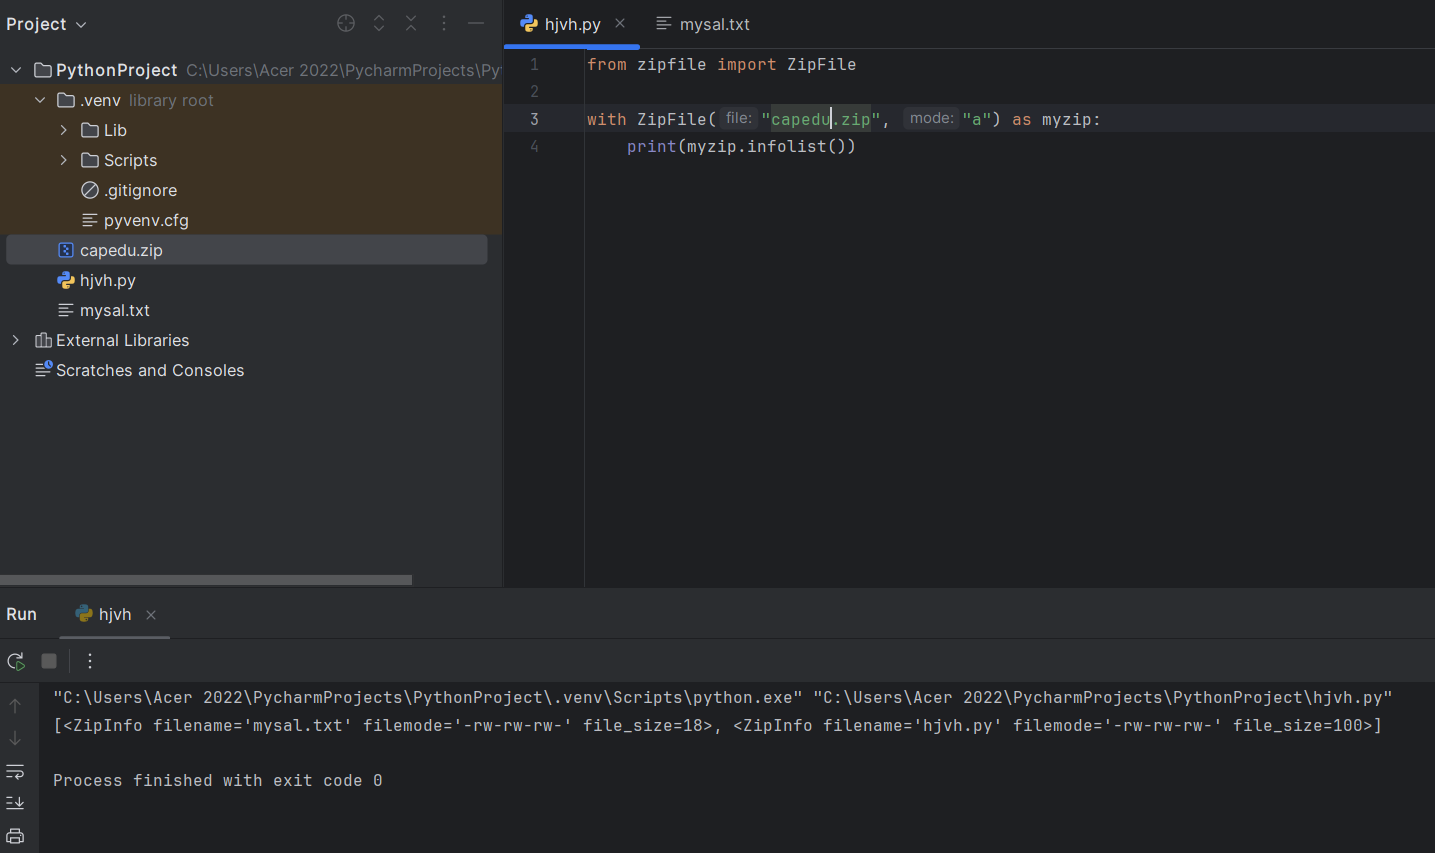 Project
PythonProject C:\Users\Acer 2022\PycharmProjects\Py
.venv library root
Lib
Scripts
.gitignore
pyvenv.cfg
capedu.zip
hjvh.py
mysal.txt
External Libraries
Scratches and Consoles
hjvh.py mysal.txt
1 from zipfile import ZipFile
2
3 with ZipFile( file: "capedu.zip", mode: "a") as myzip:
4 print(myzip.infolist())
Run hjvh
"C:\Users\Acer 2022\PycharmProjects\PythonProject\.venv\Scripts\python.exe" "C:\Users\Acer 2022\PycharmProjects\PythonProject\hjvh.py"
[<ZipInfo filename='mysal.txt' filemode='-rw-rw-rw-' file_size=18>, <ZipInfo filename='hjvh.py' filemode='-rw-rw-rw-' file_size=100>]
Process finished with exit code 0